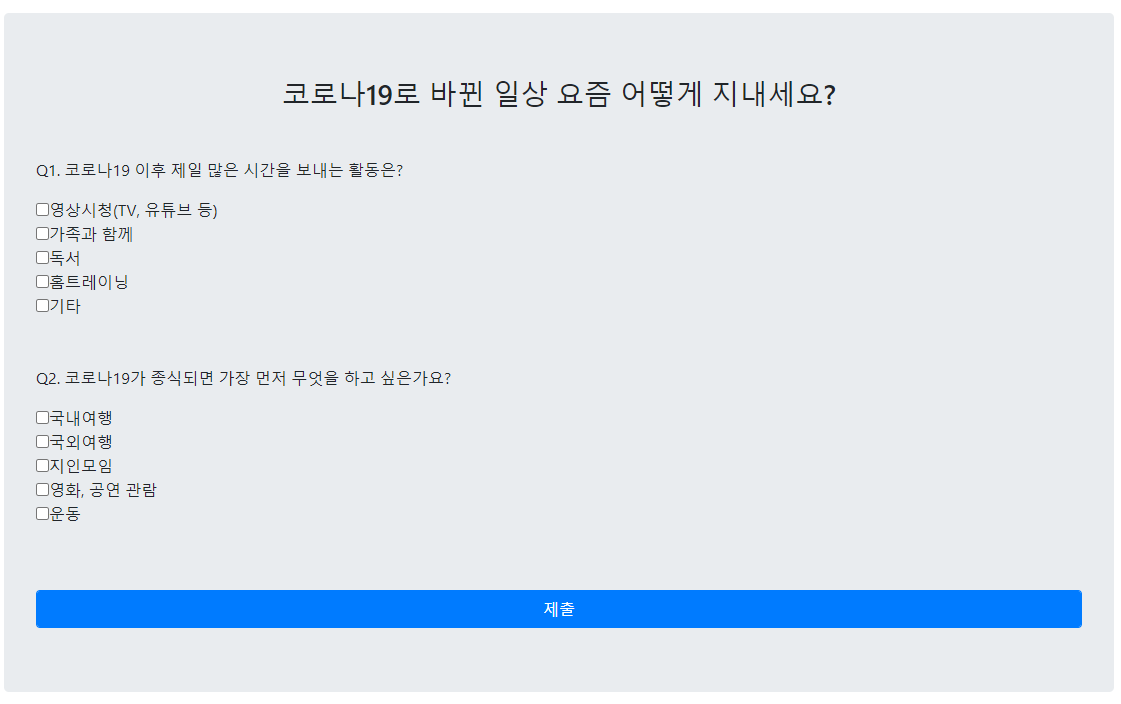 코로나19로 바뀐 일상 요즘 어떻게 지내세요?
Q1. 코로나19 이후 제일 많은 시간을 보내는 활동은?
영상시청(TV, 유튜브 등)
가족과 함께
독서
홈트레이닝
기타
Q2. 코로나19가 종식되면 가장 먼저 무엇을 하고 싶은가요?
국내여행
국외여행
지인모임
영화, 공연 관람
운동
제출